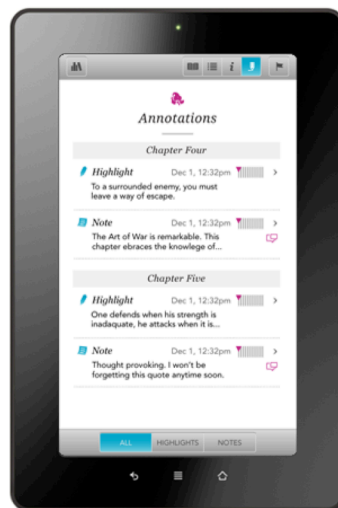 i
Annotations
Chapter Four
Highlight Dec 1, 12:32pm
To a surrounded enemy, you must
leave a way of escape.
Note Dec 1, 12:32pm
The Art of War is remarkable. This
chapter ebraces the knowlege of...
Chapter Five
Highlight Dec 1, 12:32pm
One defends when his strength is
inadaquate, he attacks when it is...
Note Dec 1, 12:32pm
Thought provoking. I won't be
forgetting this quote anytime soon.
ALL HIGHLIGHTS NOTES